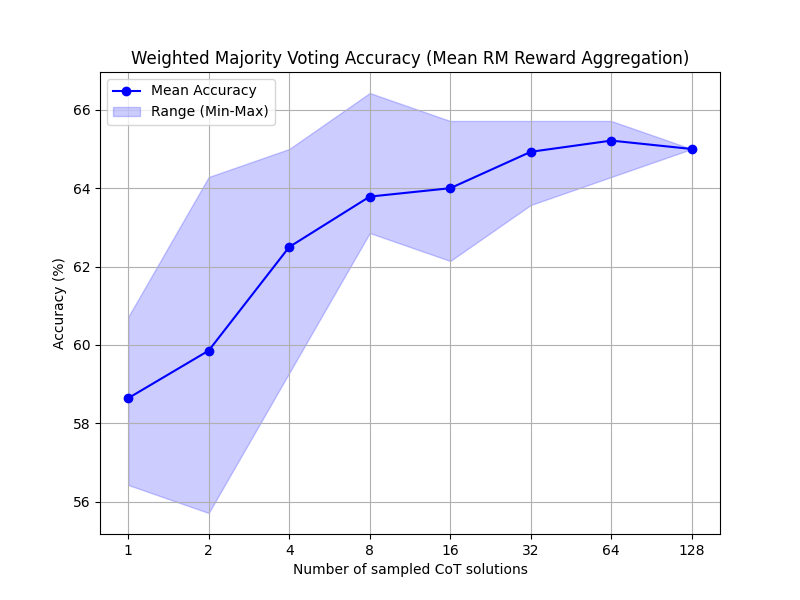 Weighted Majority Voting Accuracy (Mean RM Reward Aggregation)
Mean Accuracy
Range (Min-Max)
66
64
62
60
58
56
Accuracy (%)
1 2 4 8 16 32 64 128
Number of sampled CoT solutions